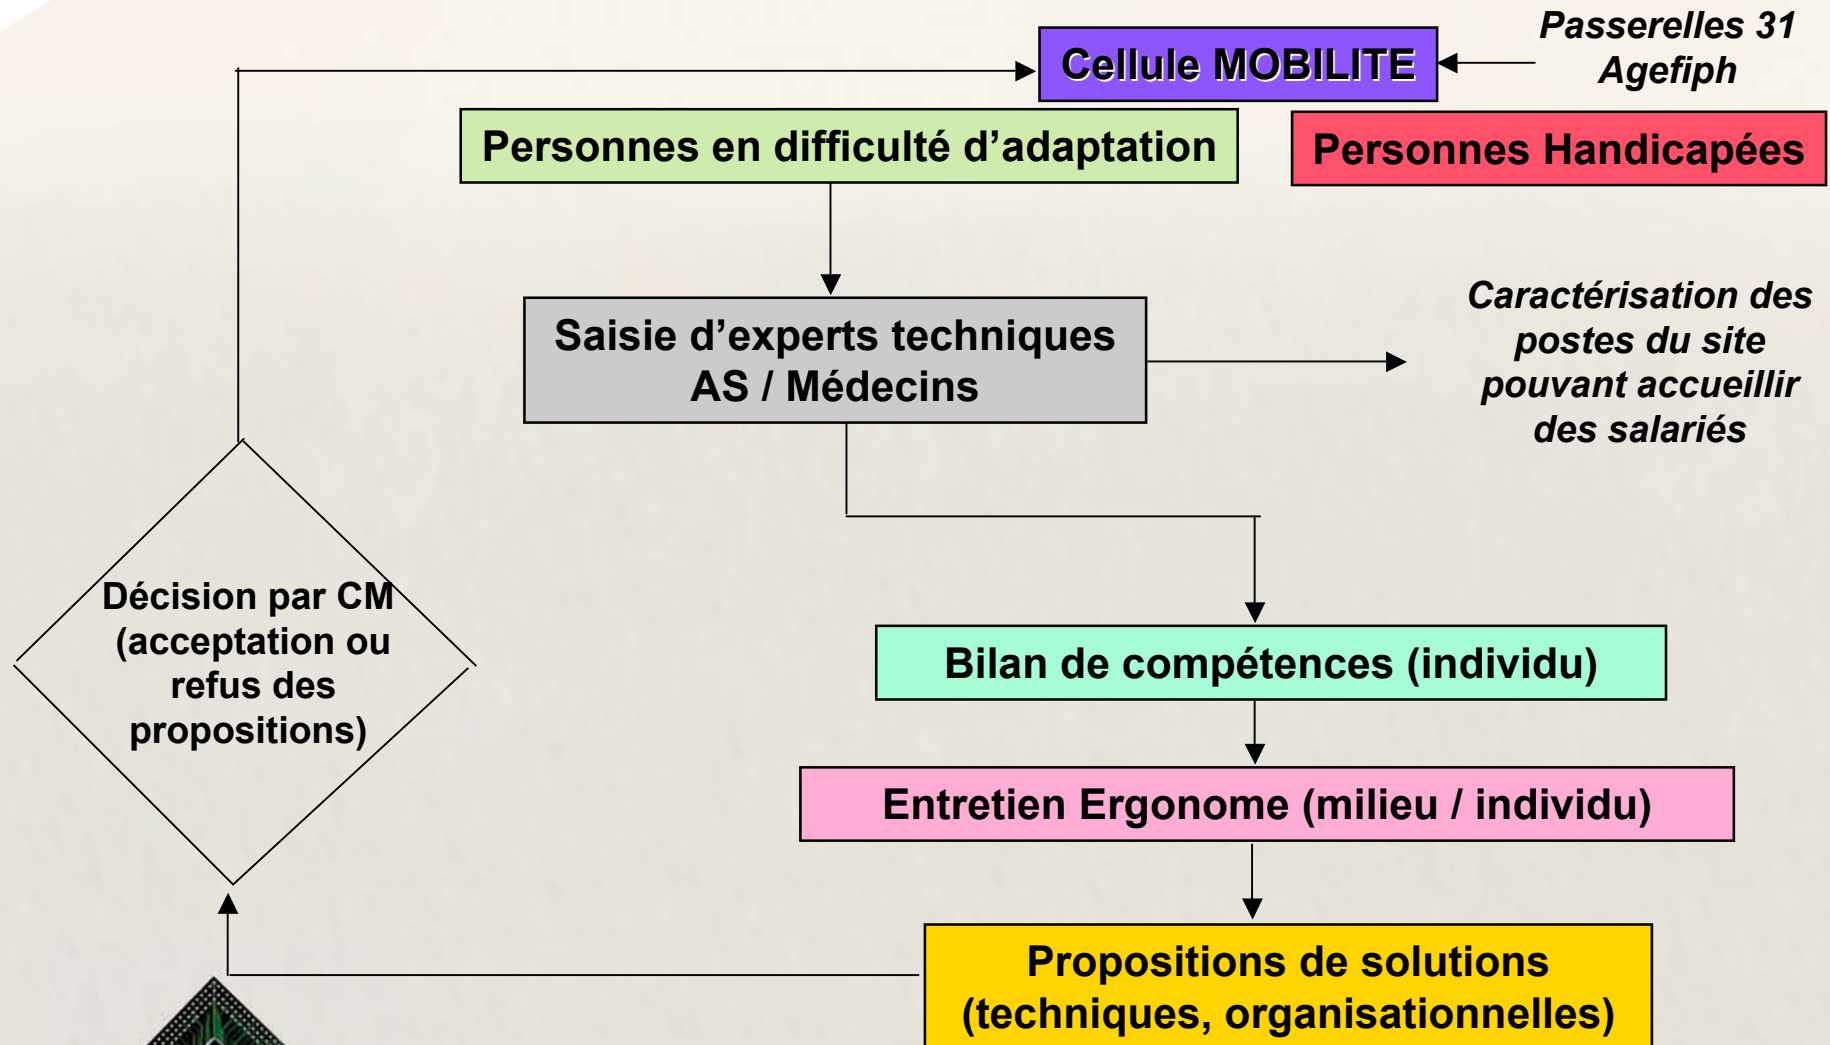 Passerelles 31
Agefiph
Cellule MOBILITE
Personnes en difficulté d’adaptation
Personnes Handicapées
Saisie d’experts techniques
AS / Médecins
Caractérisation des
postes du site
pouvant accueillir
des salariés
Décision par CM
(acceptation ou
refus des
propositions)
Bilan de compétences (individu)
Entretien Ergonome (milieu / individu)
Propositions de solutions
(techniques, organisationnelles)